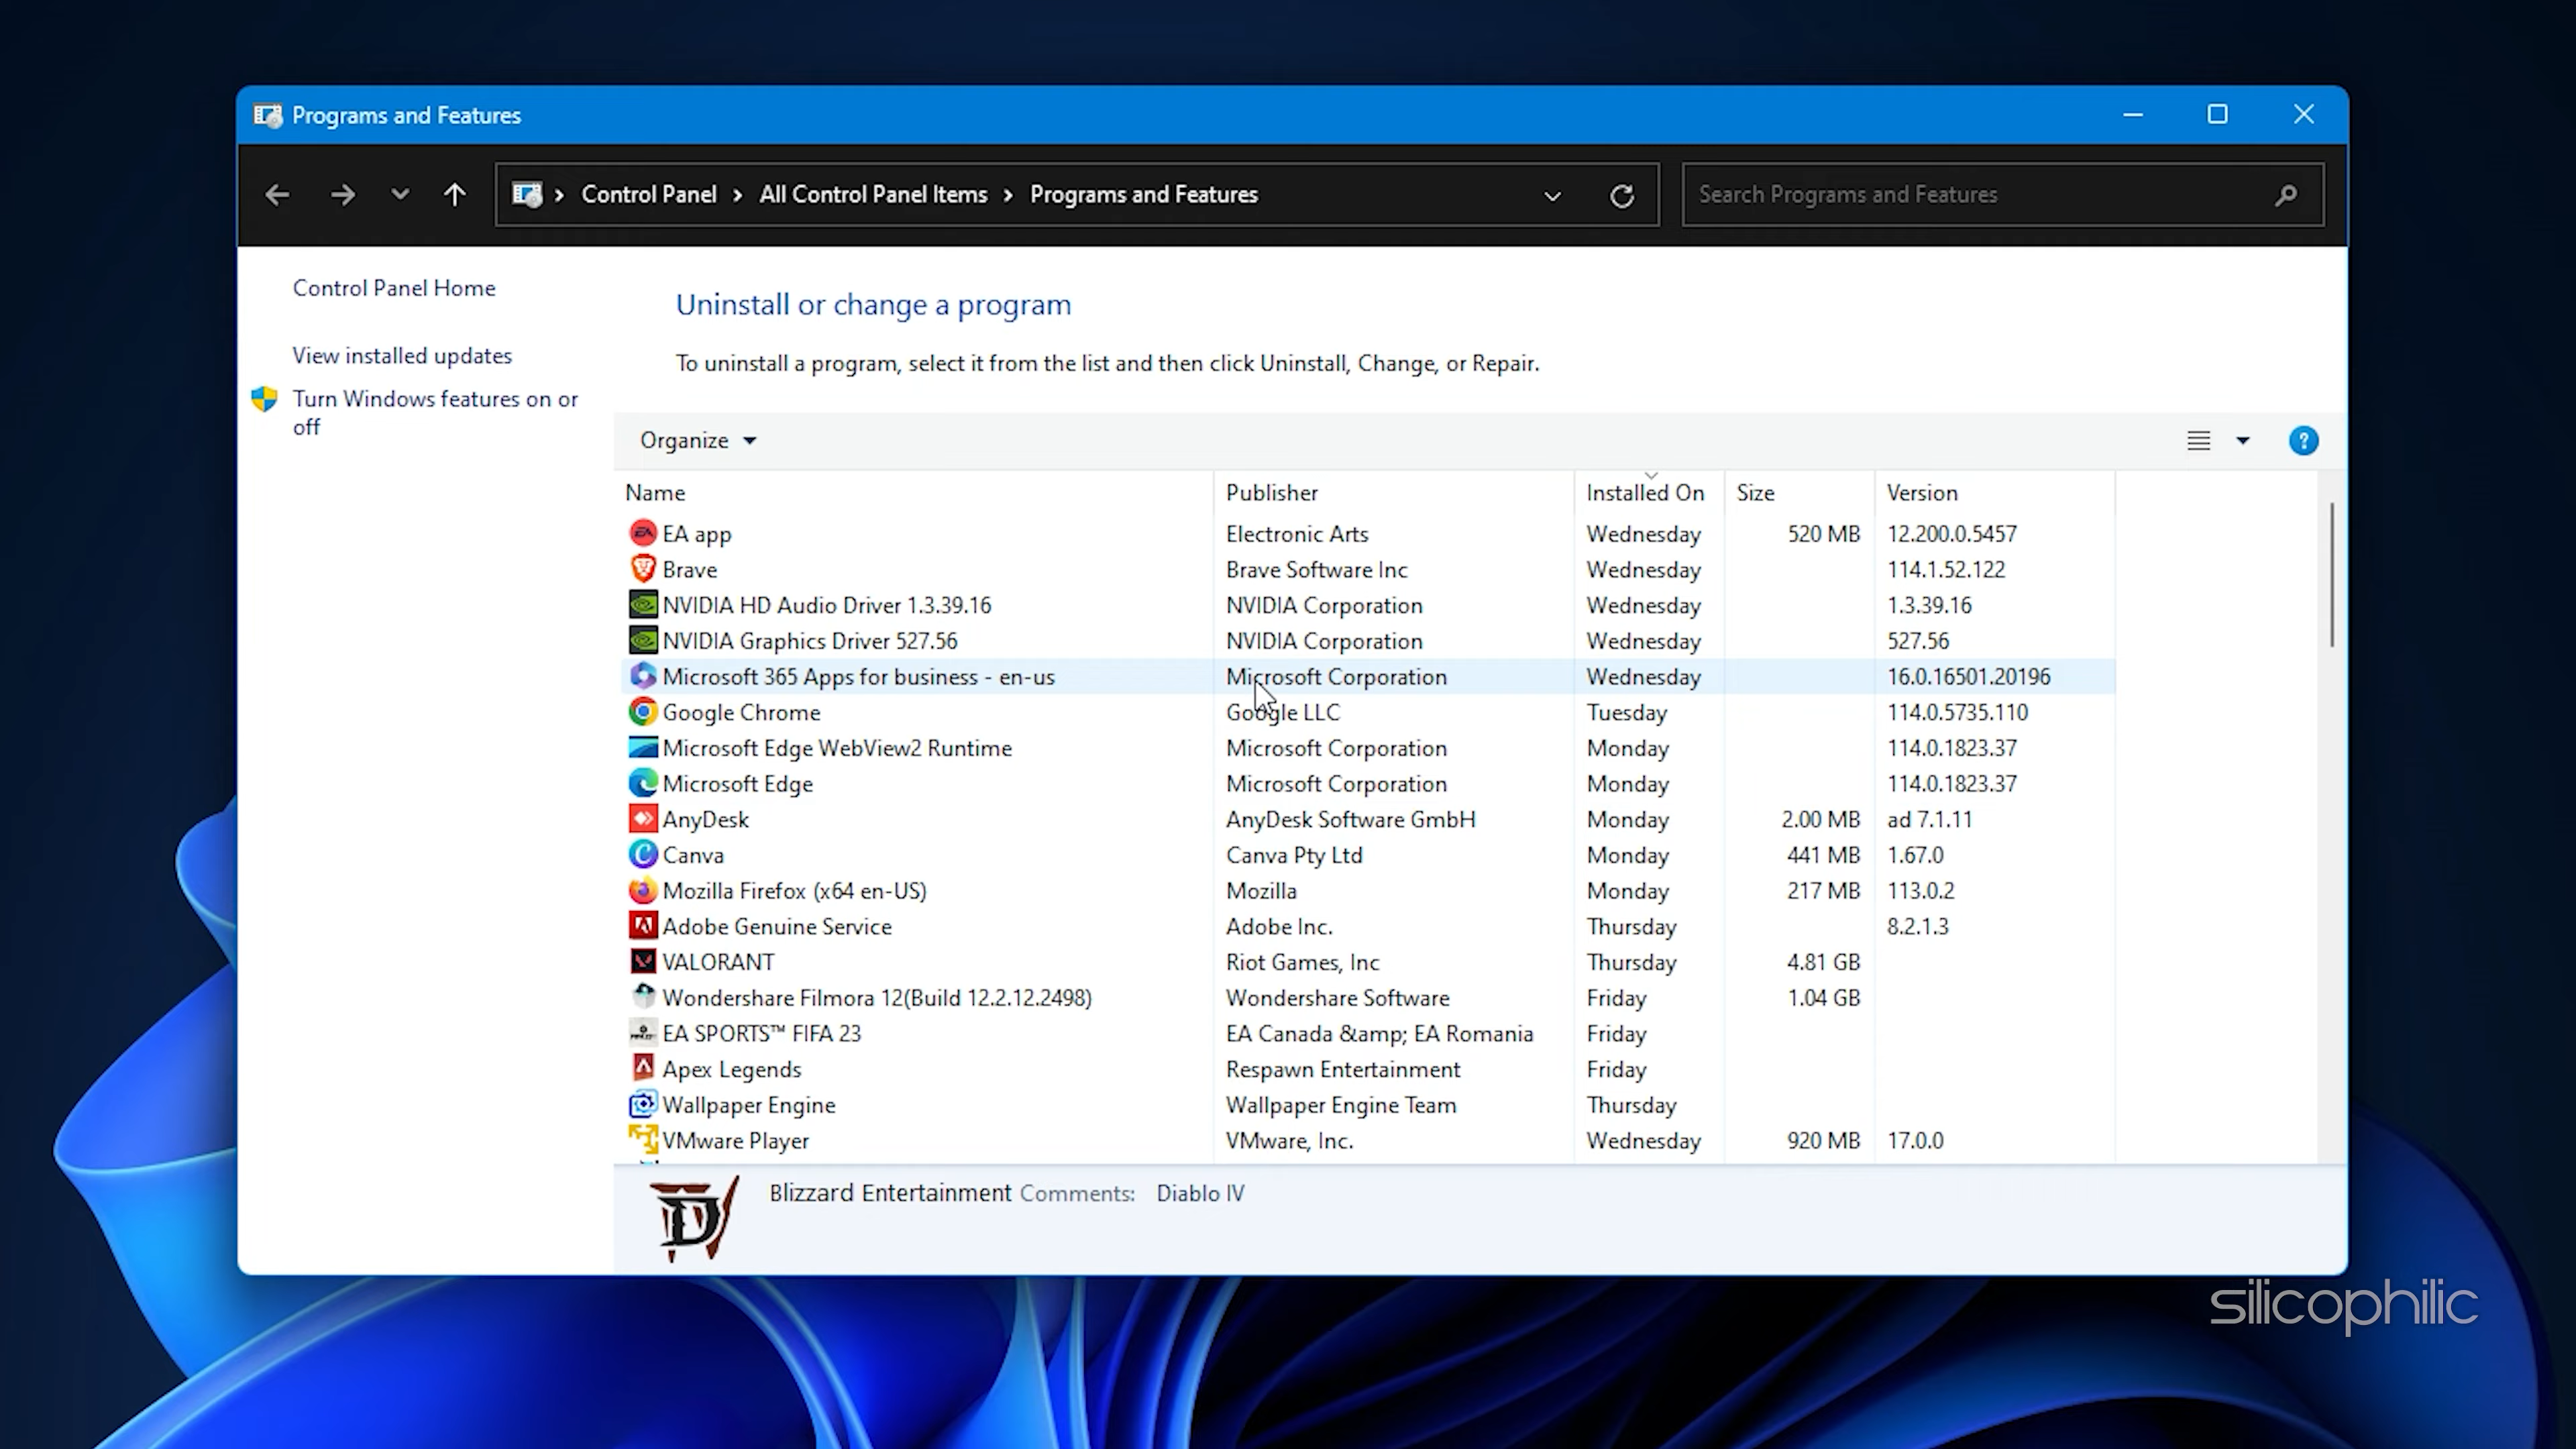 Programs and Features
Control Panel > All Control Panel Items > Programs and Features
Search Programs and Features
Control Panel Home
View installed updates
Turn Windows features on or
off
Uninstall or change a program
To uninstall a program, select it from the list and then click Uninstall, Change, or Repair.
Organize
Name Publisher Installed On Size Version
EA app Electronic Arts Wednesday 520 MB 12.200.0.5457
Brave Brave Software Inc Wednesday 114.1.52.122
NVIDIA HD Audio Driver 1.3.39.16 NVIDIA Corporation Wednesday 1.3.39.16
NVIDIA Graphics Driver 527.56 NVIDIA Corporation Wednesday 527.56
Microsoft 365 Apps for business - en-us Microsoft Corporation Wednesday 16.0.16501.20196
Google Chrome Google LLC Tuesday 114.0.5735.110
Microsoft Edge WebView2 Runtime Microsoft Corporation Monday 114.0.1823.37
Microsoft Edge Microsoft Corporation Monday 114.0.1823.37
AnyDesk AnyDesk Software GmbH Monday 2.00 MB ad 7.1.11
Canva Canva Pty Ltd Monday 441 MB 1.67.0
Mozilla Firefox (x64 en-US) Mozilla Monday 217 MB 113.0.2
Adobe Genuine Service Adobe Inc. Thursday 8.2.1.3
VALORANT Riot Games, Inc Thursday 4.81 GB
Wondershare Filmora 12(Build 12.2.12.2498) Wondershare Software Friday 1.04 GB
EA SPORTS™ FIFA 23 EA Canada &amp; EA Romania Friday
Apex Legends Respawn Entertainment Friday
Wallpaper Engine Wallpaper Engine Team Thursday
VMware Player VMware, Inc. Wednesday 920 MB 17.0.0
Blizzard Entertainment Comments: Diablo IV
silicophilic